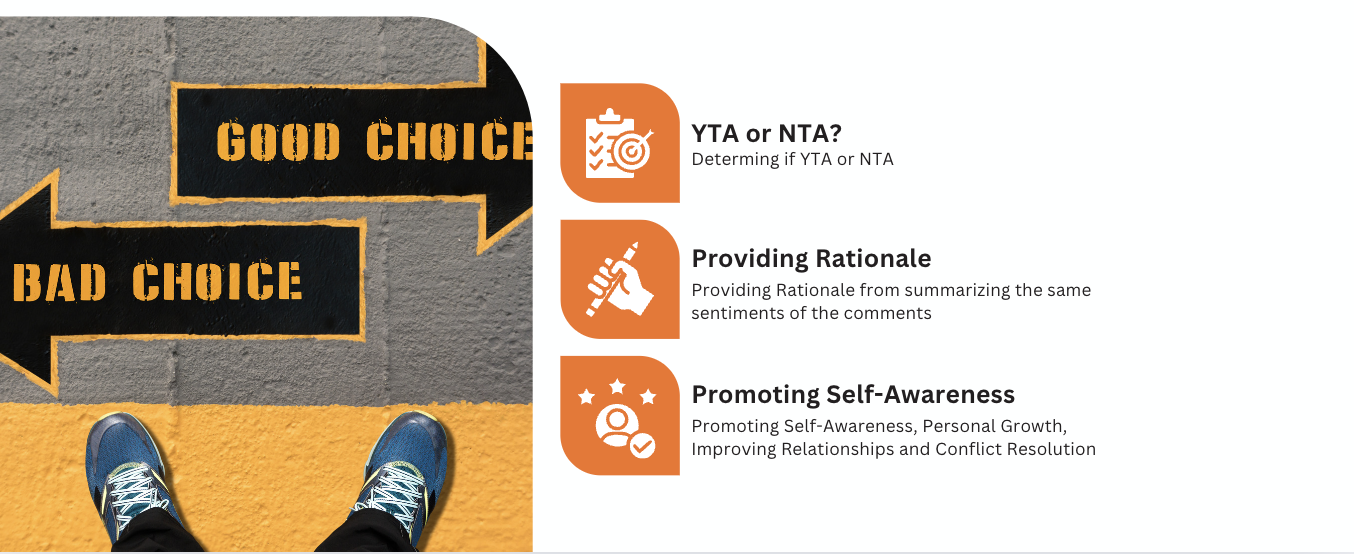 GOOD CHOICE
BAD CHOICE
YTA or NTA?
Determing if YTA or NTA
Providing Rationale
Providing Rationale from summarizing the same
sentiments of the comments
Promoting Self-Awareness
Promoting Self-Awareness, Personal Growth,
Improving Relationships and Conflict Resolution